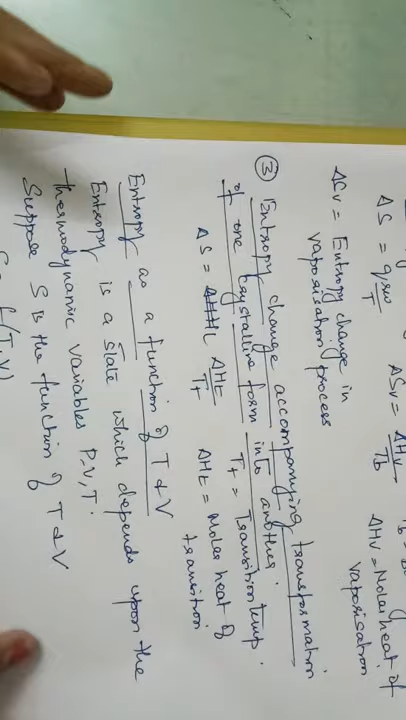 ΔS = qrev/T ΔSv = ΔHv/Tb ΔHv = Molar heat of vaporisation
ΔSv = Entropy change in
vaporisation process
③ Entropy change accompanying transformation
of one crystalline form into another.
ΔS = ΔHt/Tt Tt = Transition temp.
ΔHt = Molar heat of
transition
Entropy as a function of T & V
Entropy is a state which depends upon the
thermodynamic variables P, V, T.
Suppose S is the function of T & V
S = f(T, V)